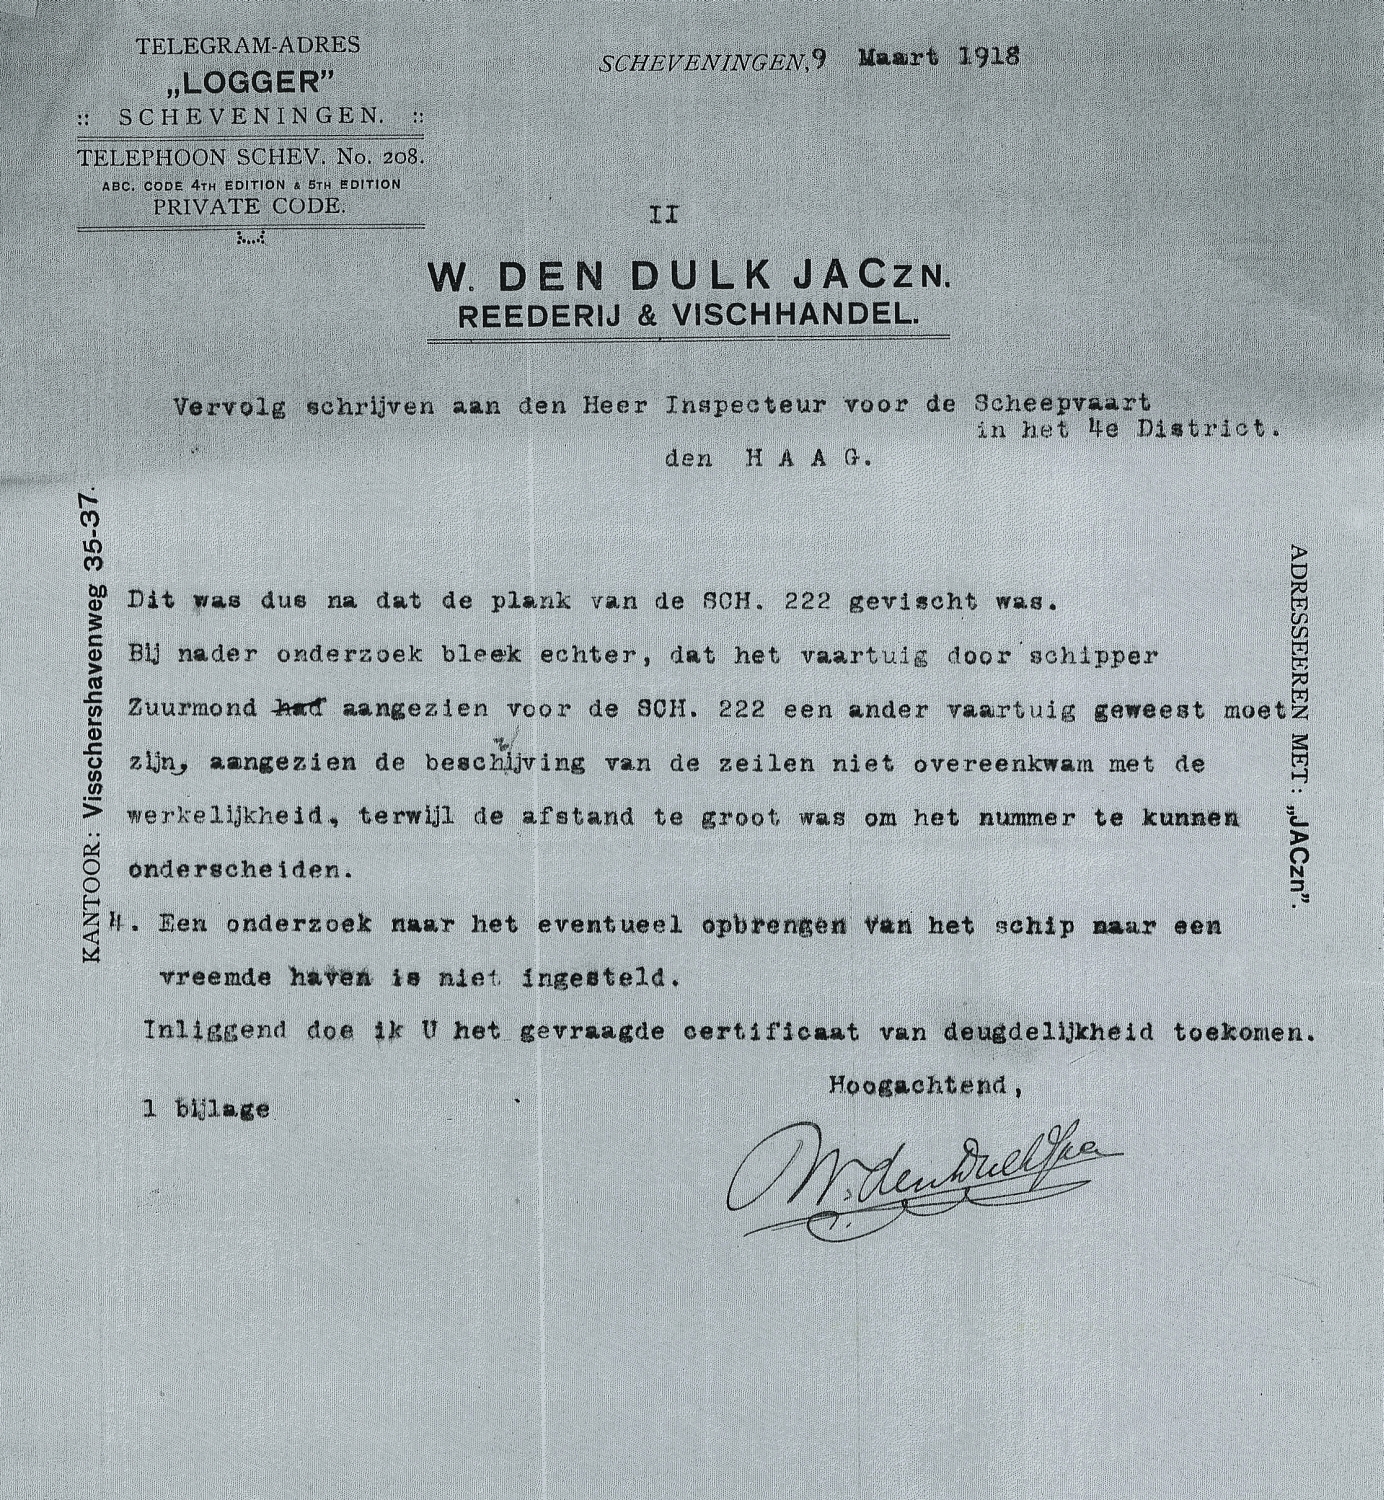 TELEGRAM-ADRES
„LOGGER”
:: SCHEVENINGEN. ::
TELEPHOON SCHEV. No. 208.
ABC. CODE 4TH EDITION & 5TH EDITION
PRIVATE CODE.
SCHEVENINGEN, 9 Maart 1918
II
W. DEN DULK JACZN.
REEDERIJ & VISCHHANDEL.
Vervolg schrijven aan den Heer Inspecteur voor de Scheepvaart
in het 4e District.
den H A A G.
KANTOOR: Visschershavenweg 35-37.
ADRESSEEREN MET: „JACzn”.
Dit was dus na dat de plank van de SCH. 222 gevischt was.
Bij nader onderzoek bleek echter, dat het vaartuig door schipper
Zuurmond had aangezien voor de SCH. 222 een ander vaartuig geweest moet
zijn, aangezien de beschrijving van de zeilen niet overeenkwam met de
werkelijkheid, terwijl de afstand te groot was om het nummer te kunnen
onderscheiden.
4. Een onderzoek naar het eventueel opbrengen van het schip naar een
vreemde haven is niet ingesteld.
Inliggend doe ik U het gevraagde certificaat van deugdelijkheid toekomen.
Hoogachtend,
1 bijlage
W. den Dulk Jac